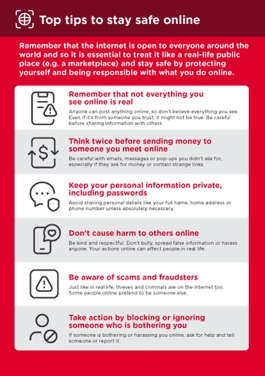 Top tips to stay safe online
Remember that the internet is open to everyone around the
world and so it is essential to treat it like a real-life public
place (e.g. a marketplace) and stay safe by protecting
yourself and being responsible with what you do online.
Remember that not everything you
see online is real
Anyone can post anything online, so don't believe everything you see.
Even if it's from someone you trust, it might not be true. Be careful
before sharing information with others.
Think twice before sending money to
someone you meet online
Be careful with emails, messages or pop-ups you didn't ask for,
especially if they ask for money or contain strange links.
Keep your personal information private,
including passwords
Avoid sharing personal details like your full name, home address or
phone number unless absolutely necessary.
Don't cause harm to others online
Be kind and respectful. Don't bully, spread false information or harass
anyone. Your actions online can affect people in real life.
Be aware of scams and fraudsters
Just like in real life, thieves and criminals are on the internet too.
Some people online pretend to be someone else.
Take action by blocking or ignoring
someone who is bothering you
If someone is bothering or harassing you online, ask for help and tell
someone or report it.